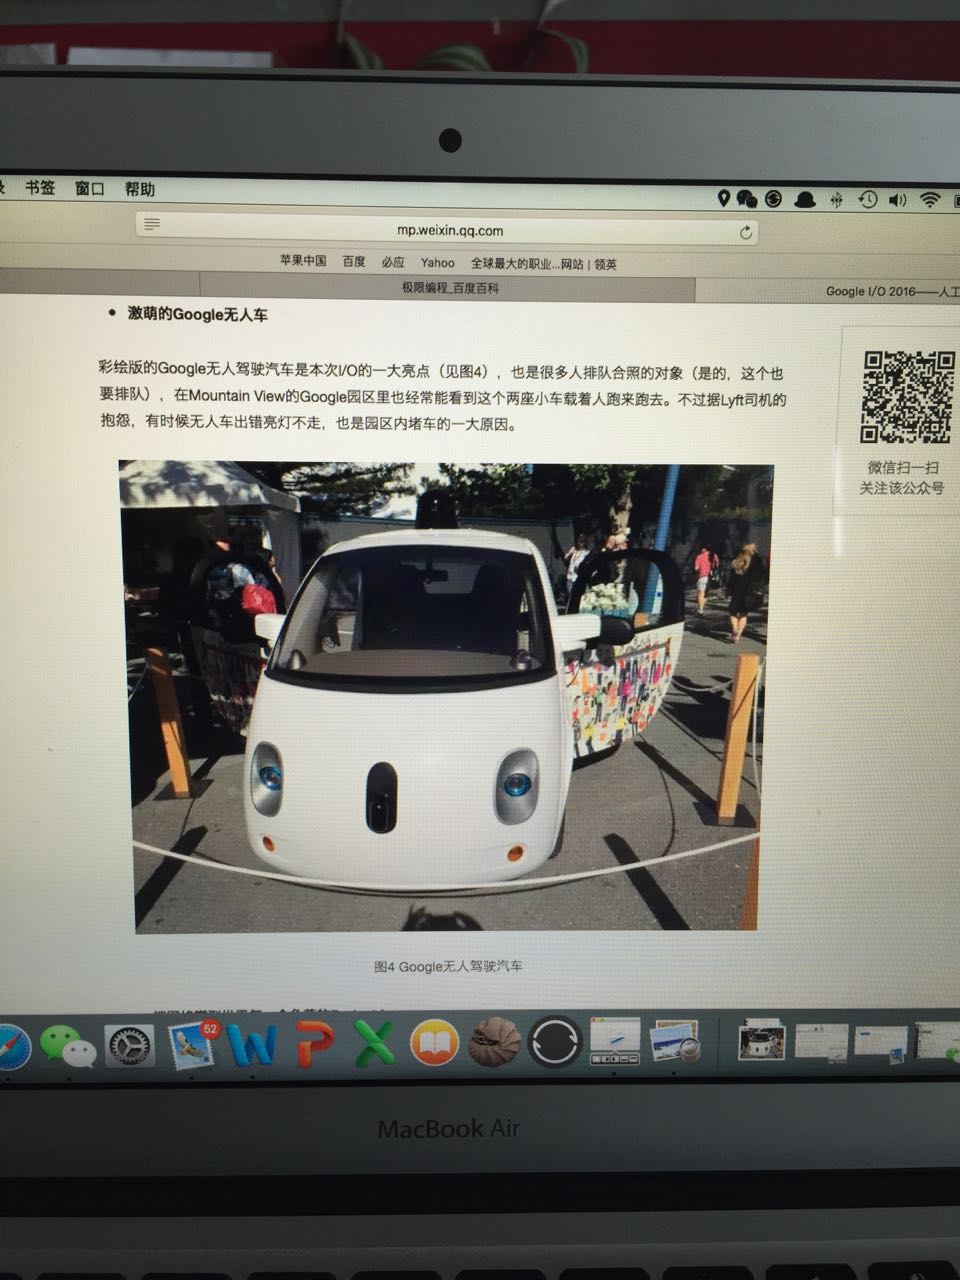 书签 窗口 帮助
mp.weixin.qq.com
苹果中国 百度 必应 Yahoo 全球最大的职业...网站 | 领英
极限编程_百度百科
Google I/O 2016——人工
• 激萌的Google无人车
彩绘版的Google无人驾驶汽车是本次I/O的一大亮点（见图4），也是很多人排队合照的对象（是的，这个也
要排队），在Mountain View的Google园区里也经常能看到这个两座小车载着人跑来跑去。不过据Lyft司机的
抱怨，有时候无人车出错亮灯不走，也是园区内堵车的一大原因。
微信扫一扫
关注该公众号
图4 Google无人驾驶汽车
52
MacBook Air